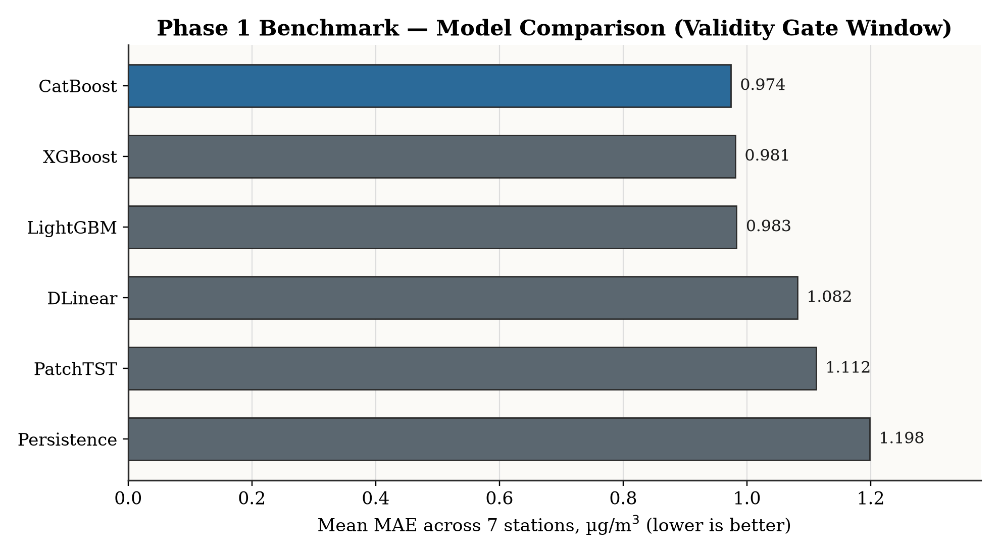 Phase 1 Benchmark — Model Comparison (Validity Gate Window)
CatBoost 0.974
XGBoost 0.981
LightGBM 0.983
DLinear 1.082
PatchTST 1.112
Persistence 1.198
0.0 0.2 0.4 0.6 0.8 1.0 1.2
Mean MAE across 7 stations, µg/m³ (lower is better)